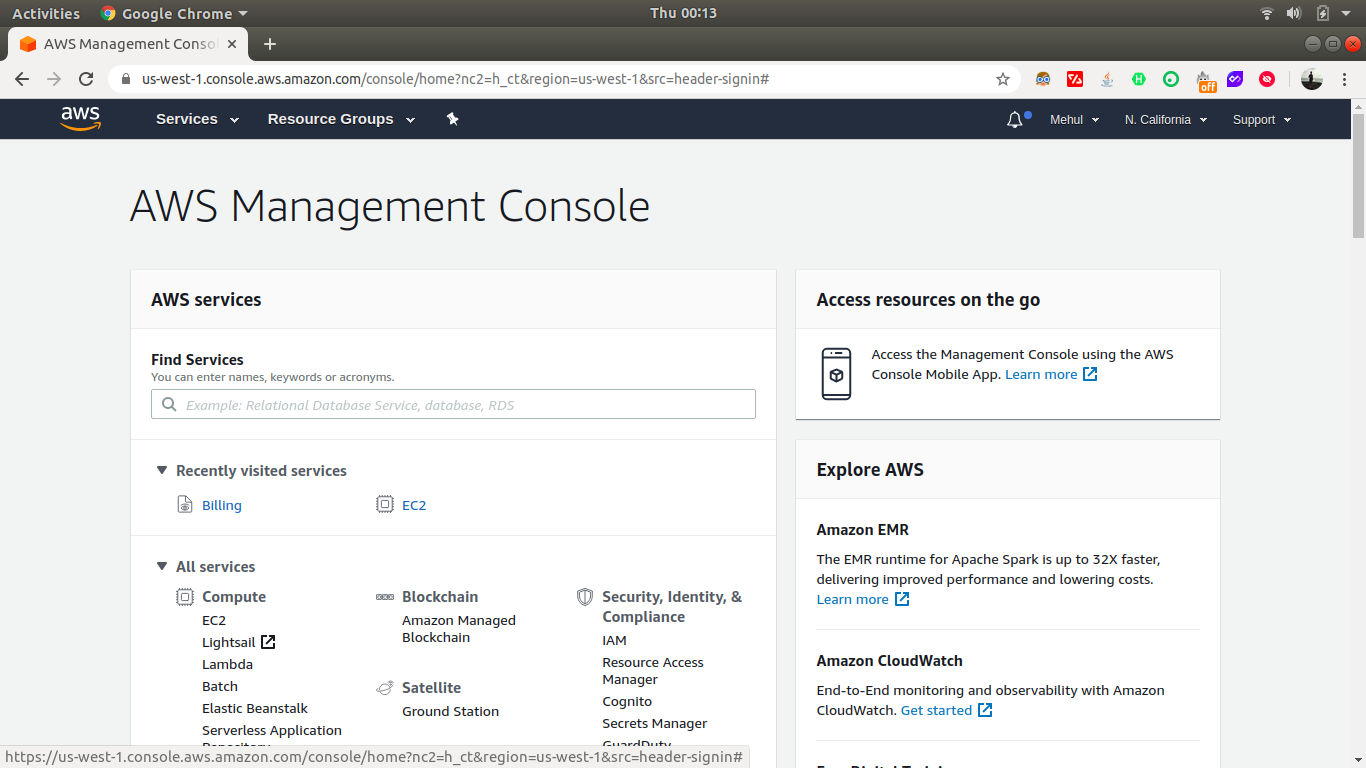 Activities
Google Chrome
Thu 00:13
AWS Management Conso
us-west-1.console.aws.amazon.com/console/home?nc2=h_ct&region=us-west-1&src=header-signin#
off
aws
Services
Resource Groups
Mehul
N. California
Support
AWS Management Console
AWS services
Find Services
You can enter names, keywords or acronyms.
Example: Relational Database Service, database, RDS
Recently visited services
Billing
EC2
All services
Compute
EC2
Lightsail
Lambda
Batch
Elastic Beanstalk
Serverless Application
Repository
Blockchain
Amazon Managed
Blockchain
Satellite
Ground Station
Security, Identity, &
Compliance
IAM
Resource Access
Manager
Cognito
Secrets Manager
GuardDuty
Access resources on the go
Access the Management Console using the AWS
Console Mobile App. Learn more
Explore AWS
Amazon EMR
The EMR runtime for Apache Spark is up to 32X faster,
delivering improved performance and lowering costs.
Learn more
Amazon CloudWatch
End-to-End monitoring and observability with Amazon
CloudWatch. Get started
https://us-west-1.console.aws.amazon.com/console/home?nc2=h_ct&region=us-west-1&src=header-signin#